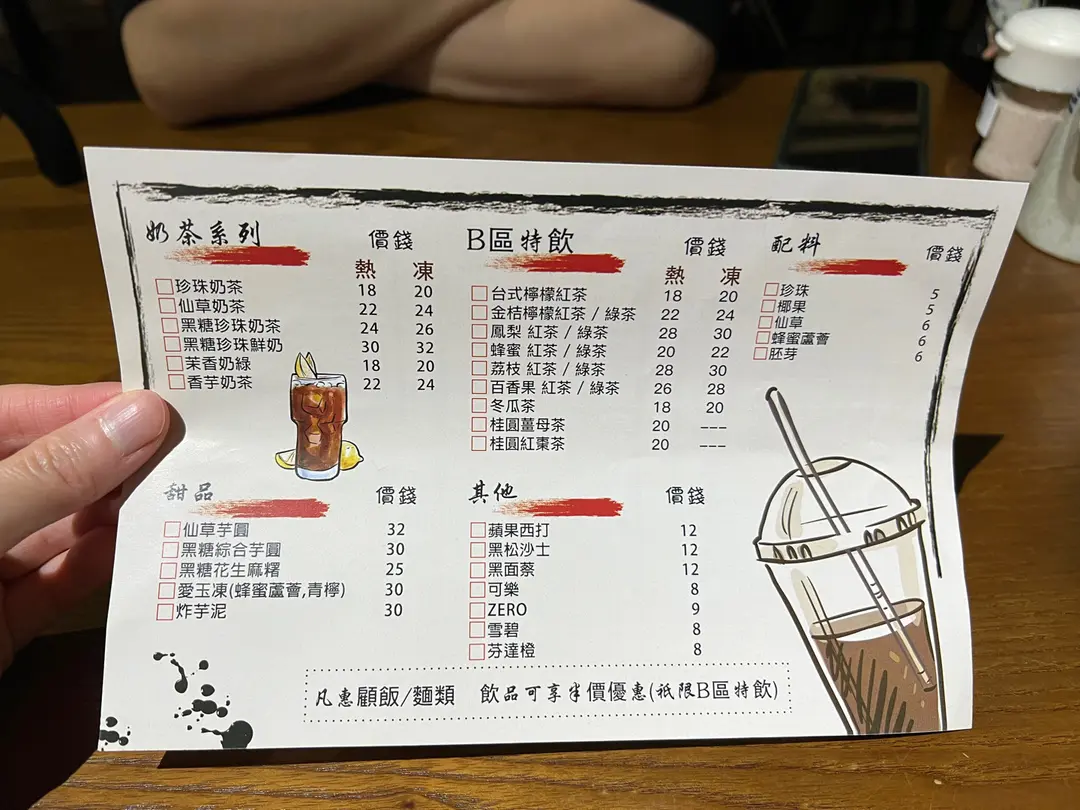 奶茶系列 價錢
熱 凍
珍珠奶茶 18 20
仙草奶茶 22 24
黑糖珍珠奶茶 24 26
黑糖珍珠鮮奶 30 32
茉香奶綠 18 20
香芋奶茶 22 24
B區特飲 價錢
熱 凍
台式檸檬紅茶 18 20
金桔檸檬紅茶 / 綠茶 22 24
鳳梨 紅茶 / 綠茶 28 30
蜂蜜 紅茶 / 綠茶 20 22
荔枝 紅茶 / 綠茶 28 30
百香果 紅茶 / 綠茶 26 28
冬瓜茶 18 20
桂圓薑母茶 20 ---
桂圓紅棗茶 20 ---
配料 價錢
珍珠 5
椰果 5
仙草 6
蜂蜜蘆薈 6
胚芽 6
甜品 價錢
仙草芋圓 32
黑糖綜合芋圓 30
黑糖花生麻糬 25
愛玉凍(蜂蜜蘆薈,青檸) 30
炸芋泥 30
其他 價錢
蘋果西打 12
黑松沙士 12
黑面蔡 12
可樂 8
ZERO 9
雪碧 8
芬達橙 8
凡惠顧飯/麵類 飲品可享半價優惠(祇限B區特飲)